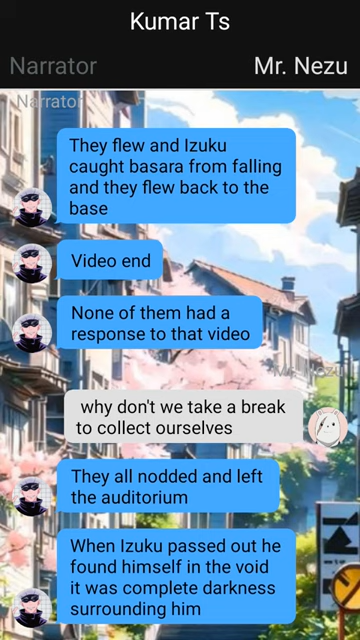 Kumar Ts
Narrator
Mr. Nezu
Narrator
They flew and Izuku
caught basara from falling
and they flew back to the
base
Video end
None of them had a
response to that video
Mr. Nezu
why don't we take a break
to collect ourselves
They all nodded and left
the auditorium
When Izuku passed out he
found himself in the void
it was complete darkness
surrounding him